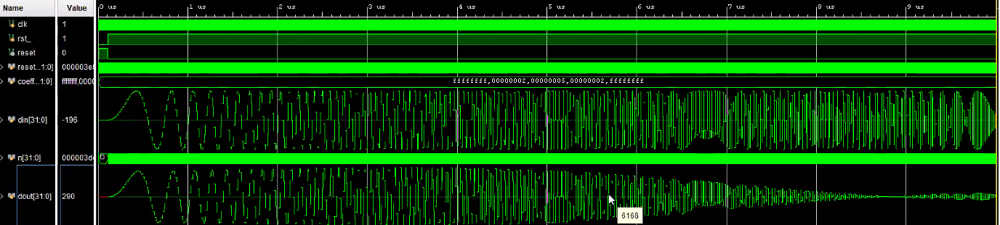 Name Value 0 us 1 us 2 us 3 us 4 us 5 us 6 us 7 us 8 us 9 us
clk 1
rst_ 1
reset 0
reset...1:0] 000003e8
coeff...1:0] ffffffff,0000 ffffffff,00000002,00000005,00000002,ffffffff
din[31:0] -196
n[31:0] 000003d 0
dout[31:0] 290
6168